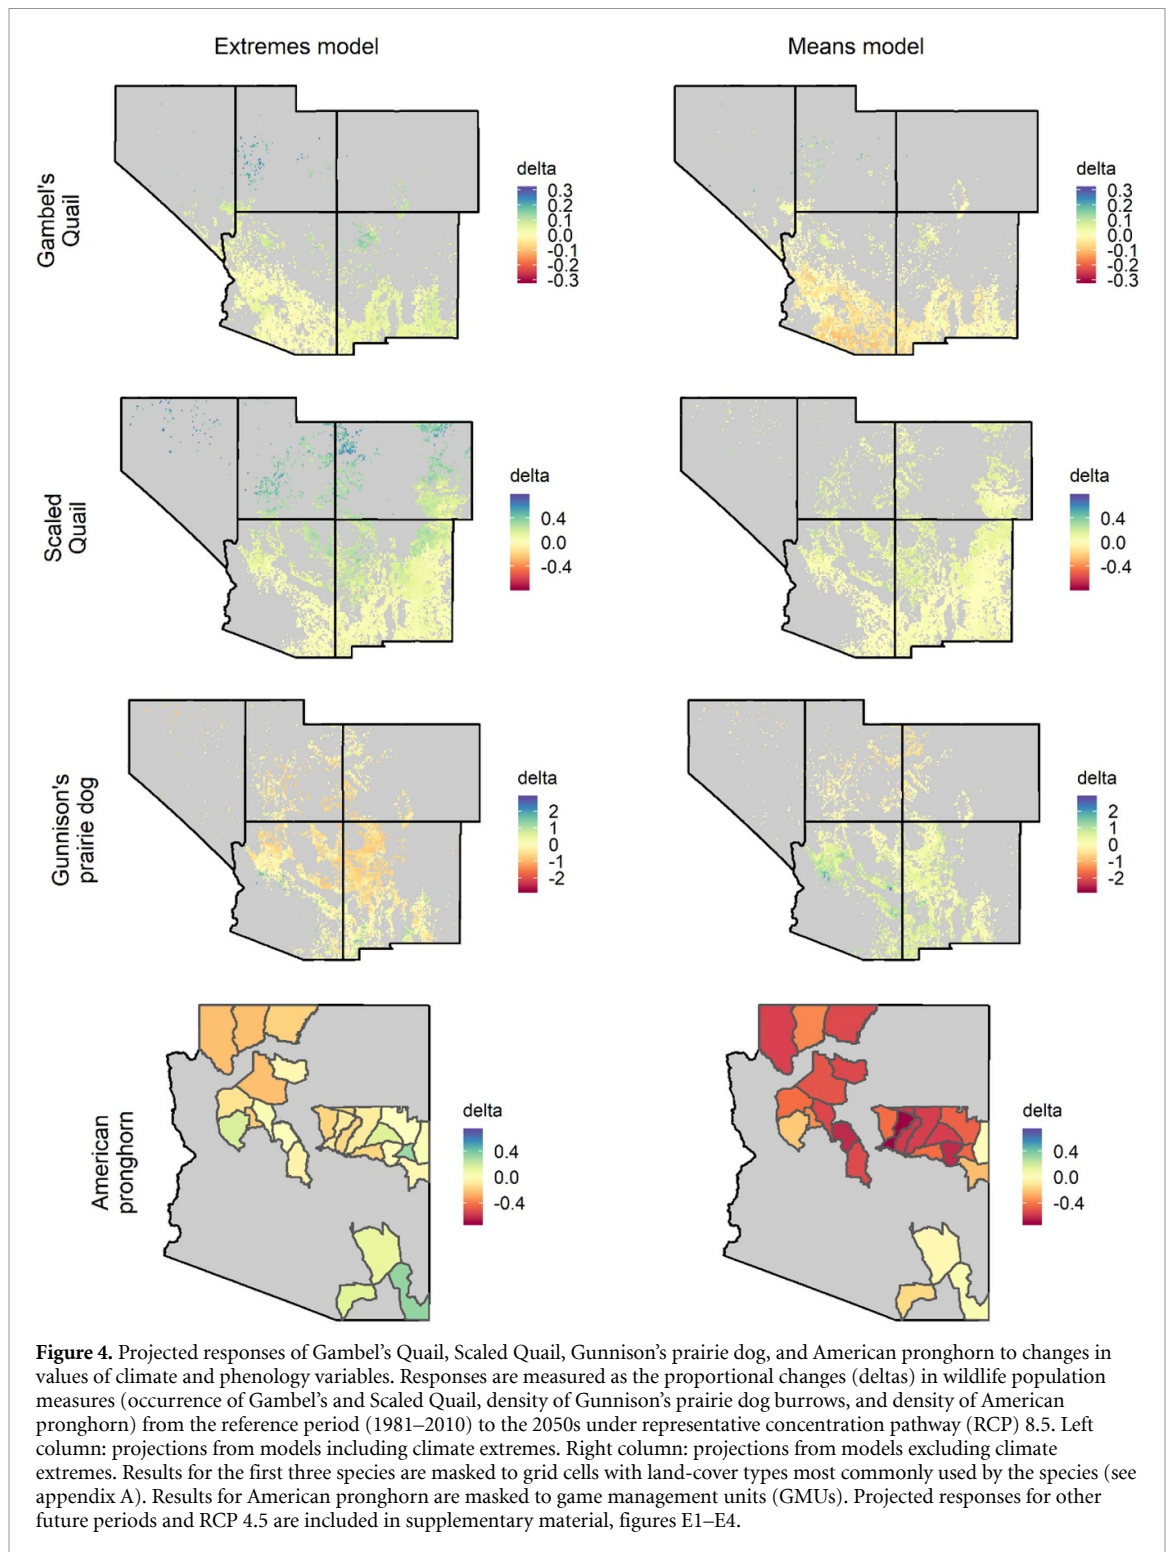 Extremes model
Means model
Gambel's
Quail
delta
0.3
0.2
0.1
0.0
-0.1
-0.2
-0.3
delta
0.3
0.2
0.1
0.0
-0.1
-0.2
-0.3
Scaled
Quail
delta
0.4
0.0
-0.4
delta
0.4
0.0
-0.4
Gunnison's
prairie dog
delta
2
1
0
-1
-2
delta
2
1
0
-1
-2
American
pronghorn
delta
0.4
0.0
-0.4
delta
0.4
0.0
-0.4
Figure 4. Projected responses of Gambel’s Quail, Scaled Quail, Gunnison’s prairie dog, and American pronghorn to changes in
values of climate and phenology variables. Responses are measured as the proportional changes (deltas) in wildlife population
measures (occurrence of Gambel’s and Scaled Quail, density of Gunnison’s prairie dog burrows, and density of American
pronghorn) from the reference period (1981–2010) to the 2050s under representative concentration pathway (RCP) 8.5. Left
column: projections from models including climate extremes. Right column: projections from models excluding climate
extremes. Results for the first three species are masked to grid cells with land-cover types most commonly used by the species (see
appendix A). Results for American pronghorn are masked to game management units (GMUs). Projected responses for other
future periods and RCP 4.5 are included in supplementary material, figures E1–E4.